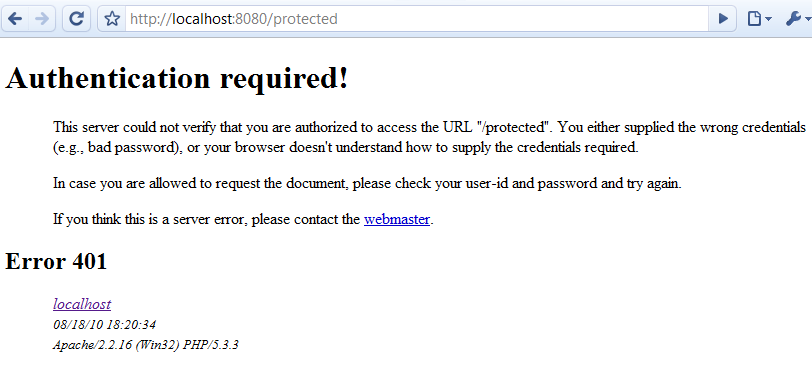 http://localhost:8080/protected
Authentication required!
This server could not verify that you are authorized to access the URL "/protected". You either supplied the wrong credentials
(e.g., bad password), or your browser doesn't understand how to supply the credentials required.
In case you are allowed to request the document, please check your user-id and password and try again.
If you think this is a server error, please contact the webmaster.
Error 401
localhost
08/18/10 18:20:34
Apache/2.2.16 (Win32) PHP/5.3.3